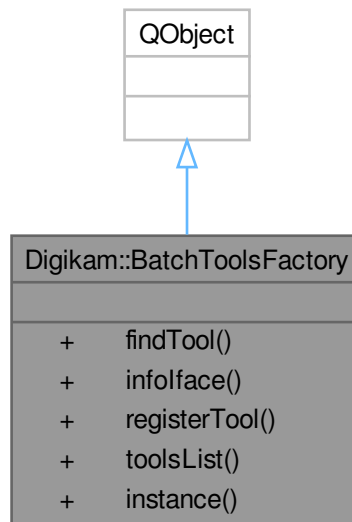 QObject
Digikam::BatchToolsFactory
+ findTool()
+ infoIface()
+ registerTool()
+ toolsList()
+ instance()